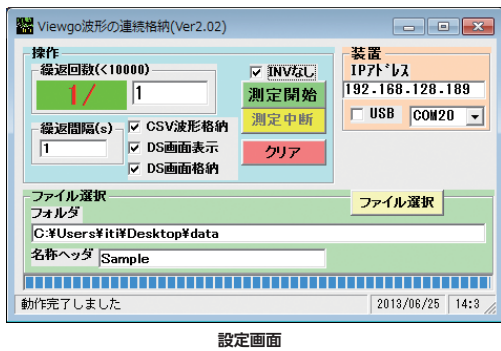 Viewgo波形の連続格納(Ver2.02)
操作
繰返回数(<10000)
1/
1
INVなし
測定開始
測定中断
クリア
繰返間隔(s)
1
CSV波形格納
DS画面表示
DS画面格納
装置
IPアドレス
192.168.128.189
USB
COM20
ファイル選択
ファイル選択
フォルダ
C:¥Users¥iti¥Desktop¥data
名称ヘッダ
Sample
動作完了しました
2013/06/25
14:3
設定画面